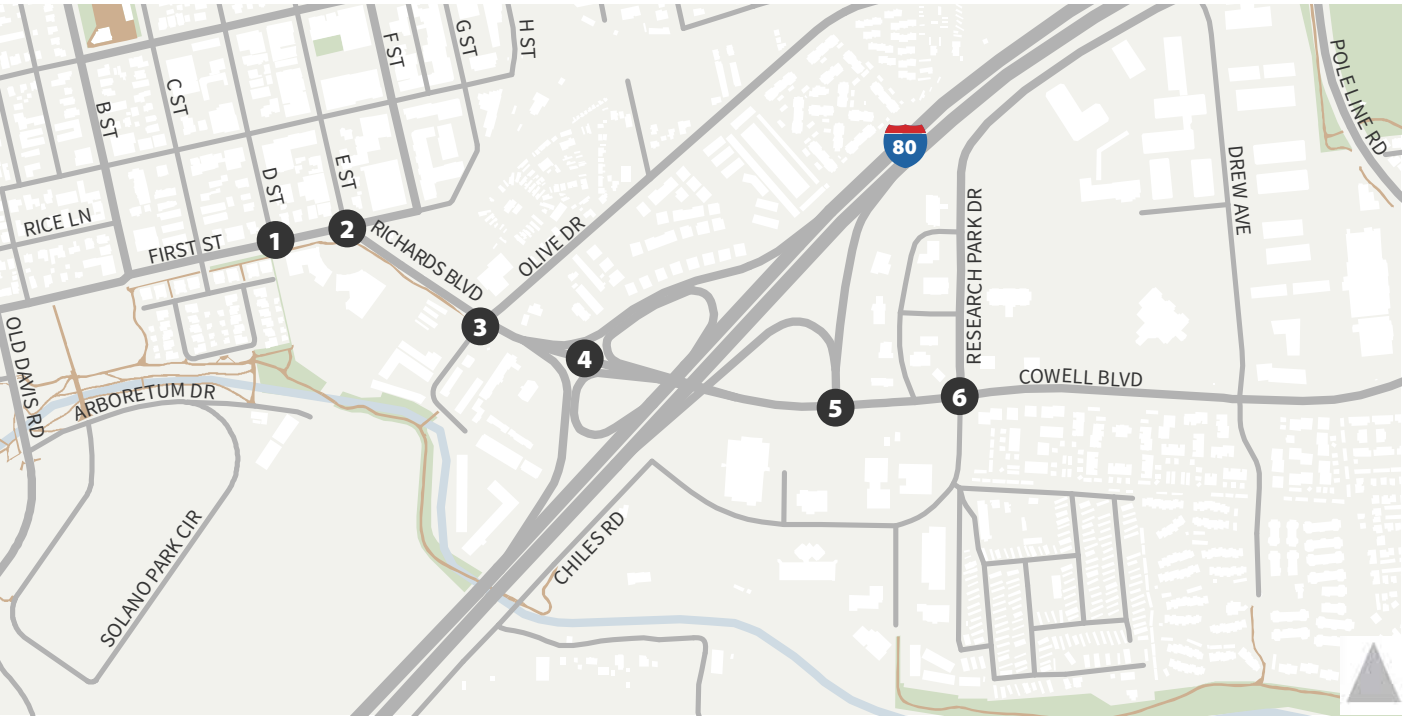 H ST
G ST
F ST
POLE LINE RD
C ST
B ST
80
E ST
D ST
DREW AVE
RICE LN
FIRST ST
1
2
RICHARDS BLVD
OLIVE DR
RESEARCH PARK DR
3
4
OLD DAVIS RD
ARBORETUM DR
COWELL BLVD
5
6
SOLANO PARK CIR
CHILES RD